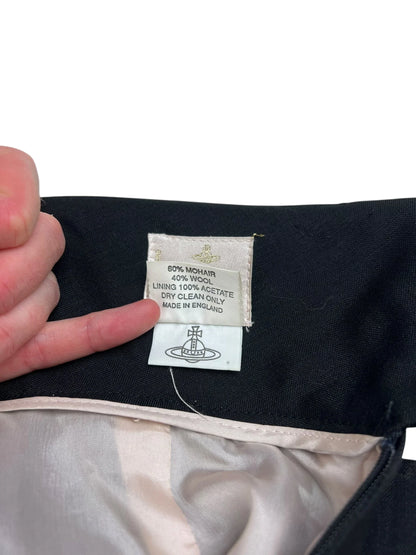 60% MOHAIR
40% WOOL
LINING 100% ACETATE
DRY CLEAN ONLY
MADE IN ENGLAND